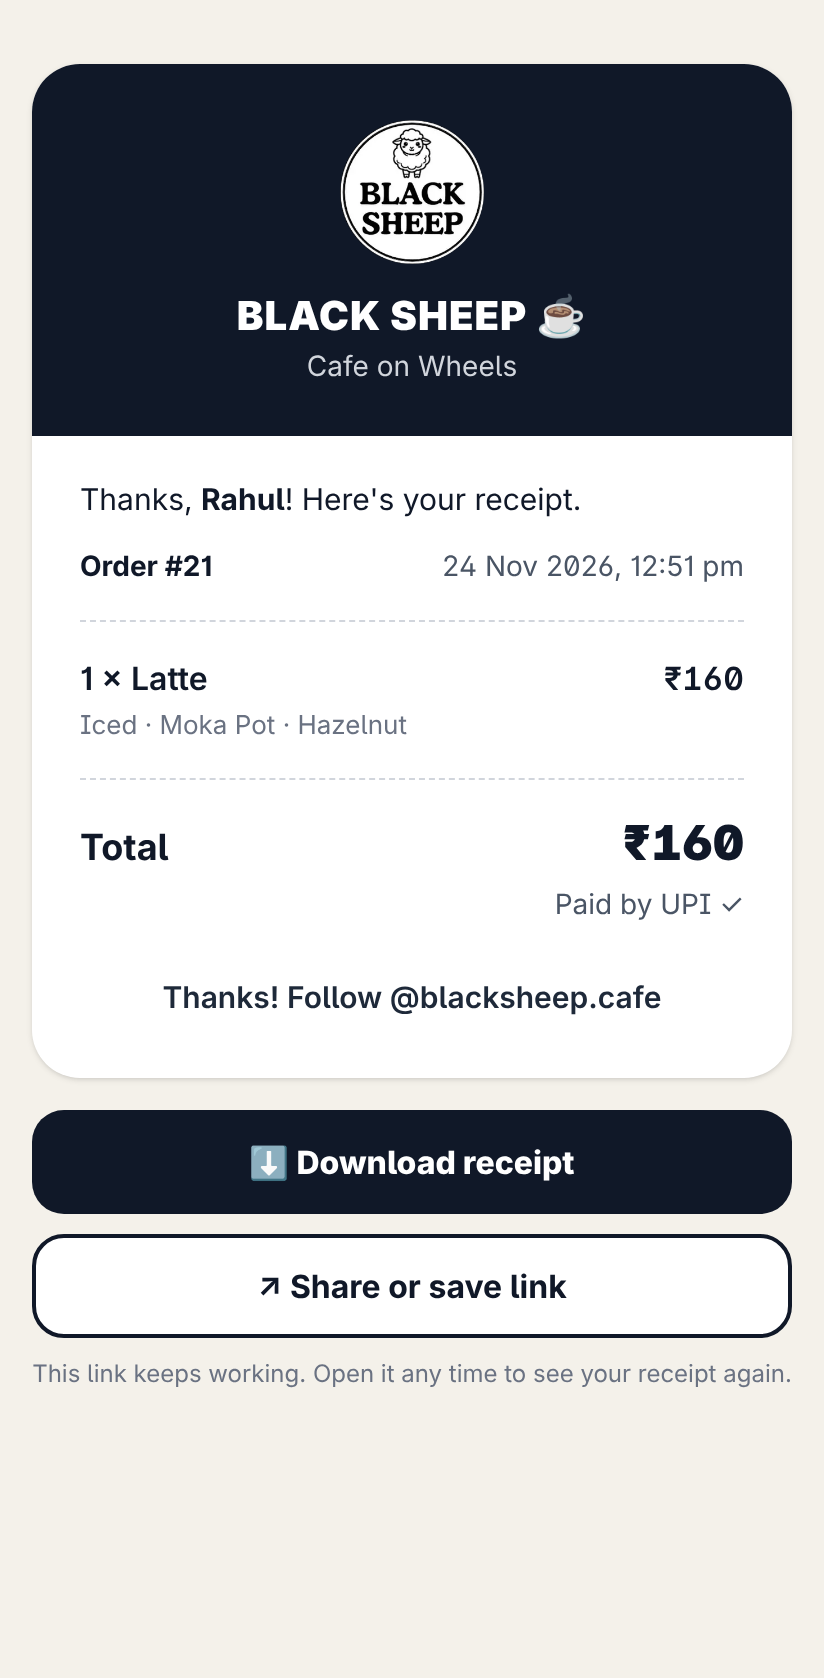 BLACK
SHEEP
BLACK SHEEP ☕
Cafe on Wheels
Thanks, Rahul! Here's your receipt.
Order #21 24 Nov 2026, 12:51 pm
1 × Latte ₹160
Iced · Moka Pot · Hazelnut
Total ₹160
Paid by UPI ✓
Thanks! Follow @blacksheep.cafe
⬇️ Download receipt
↗ Share or save link
This link keeps working. Open it any time to see your receipt again.